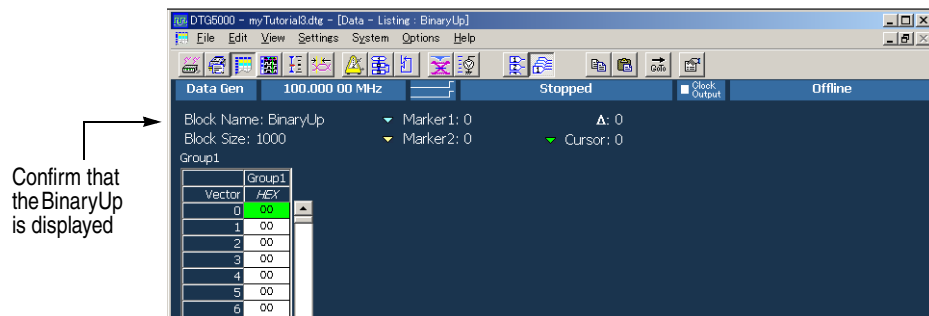 DTG5000 - myTutorial3.dtg - [Data - Listing : BinaryUp]
File Edit View Settings System Options Help
Goto
Data Gen 100.000 00 MHz Stopped Clock Output Offline
Block Name: BinaryUp Marker1: 0 Δ: 0
Block Size: 1000 Marker2: 0 Cursor: 0
Group1
Group1
Vector HEX
0 00
1 00
2 00
3 00
4 00
5 00
6 00
Confirm that
the BinaryUp
is displayed